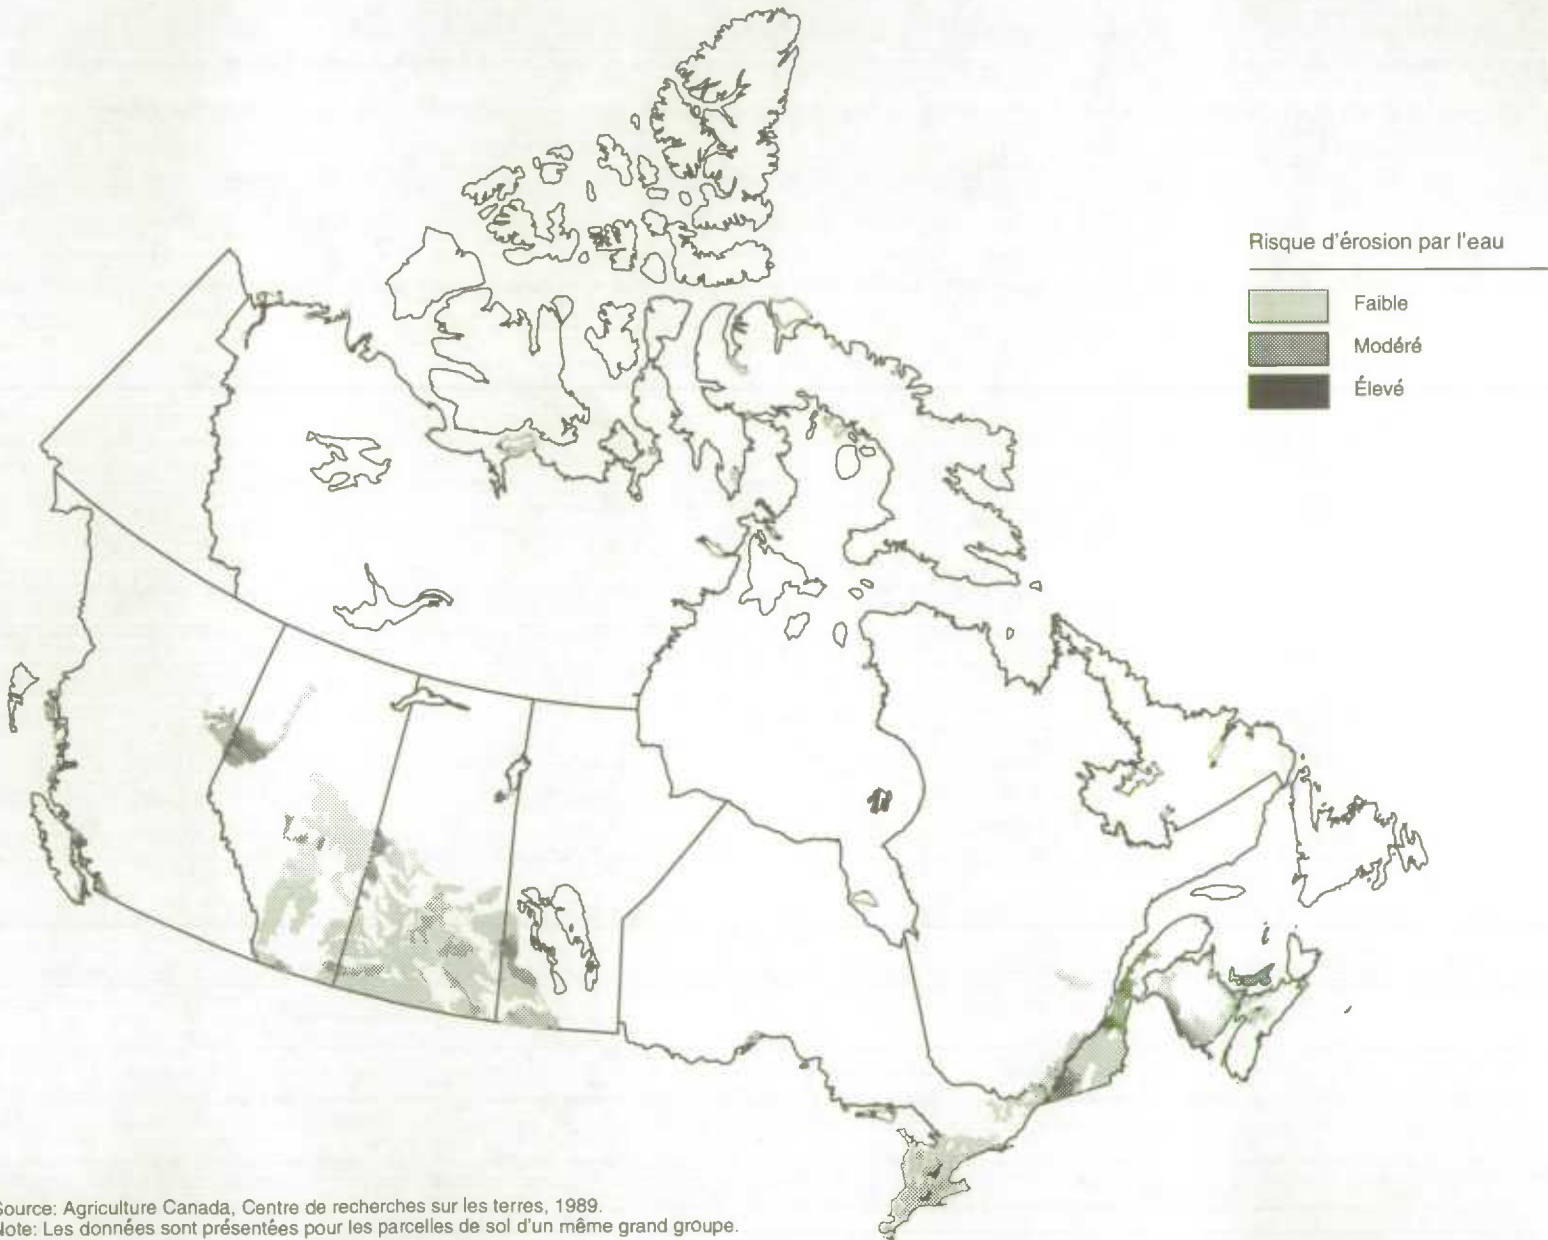 Risque d'érosion par l'eau
Faible
Modéré
Élevé
Source: Agriculture Canada, Centre de recherches sur les terres, 1989.
Note: Les données sont présentées pour les parcelles de sol d'un même grand groupe.